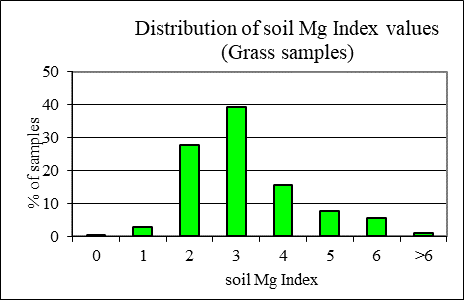 Distribution of soil Mg Index values
(Grass samples)
% of samples
50
40
30
20
10
0
0 1 2 3 4 5 6 >6
soil Mg Index